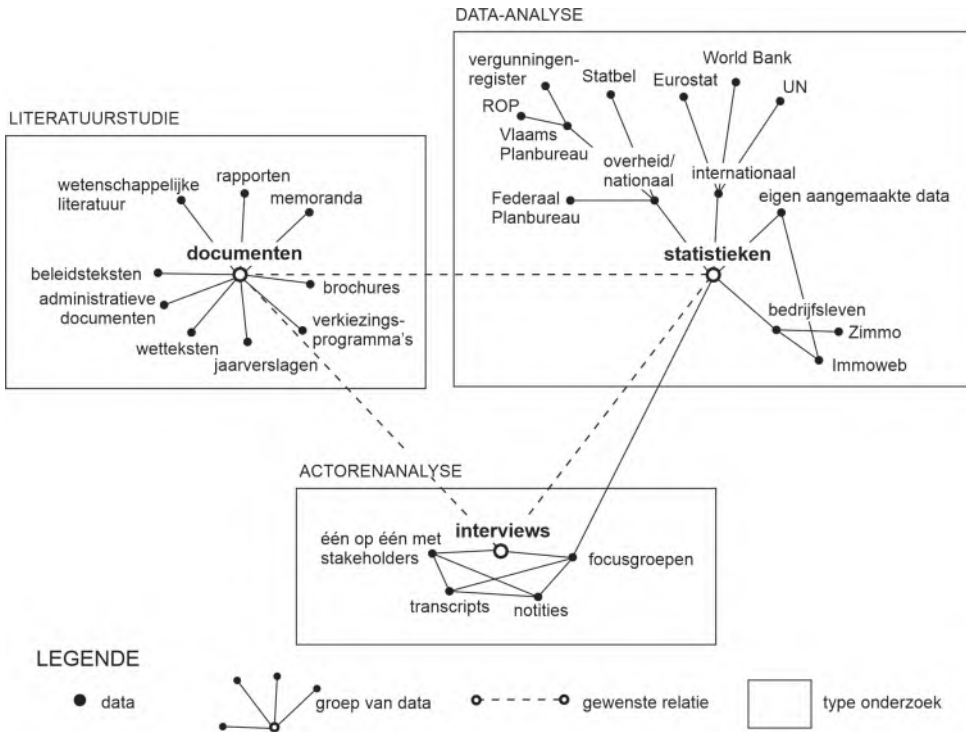 DATA-ANALYSE
World Bank
vergunningen-
register
Statbel
Eurostat
UN
ROP
Vlaams
Planbureau
overheid/
nationaal
internationaal
Federaal
Planbureau
eigen aangemaakte data
statistieken
bedrijfsleven
Zimmo
Immoweb
LITERATUURSTUDIE
wetenschappelijke
literatuur
rapporten
memoranda
documenten
beleidsteksten
brochures
administratieve
documenten
verkiezings-
programma's
wetteksten
jaarverslagen
ACTORENANALYSE
interviews
één op één met
stakeholders
focusgroepen
transcripts
notities
LEGENDE
data
groep van data
gewenste relatie
type onderzoek